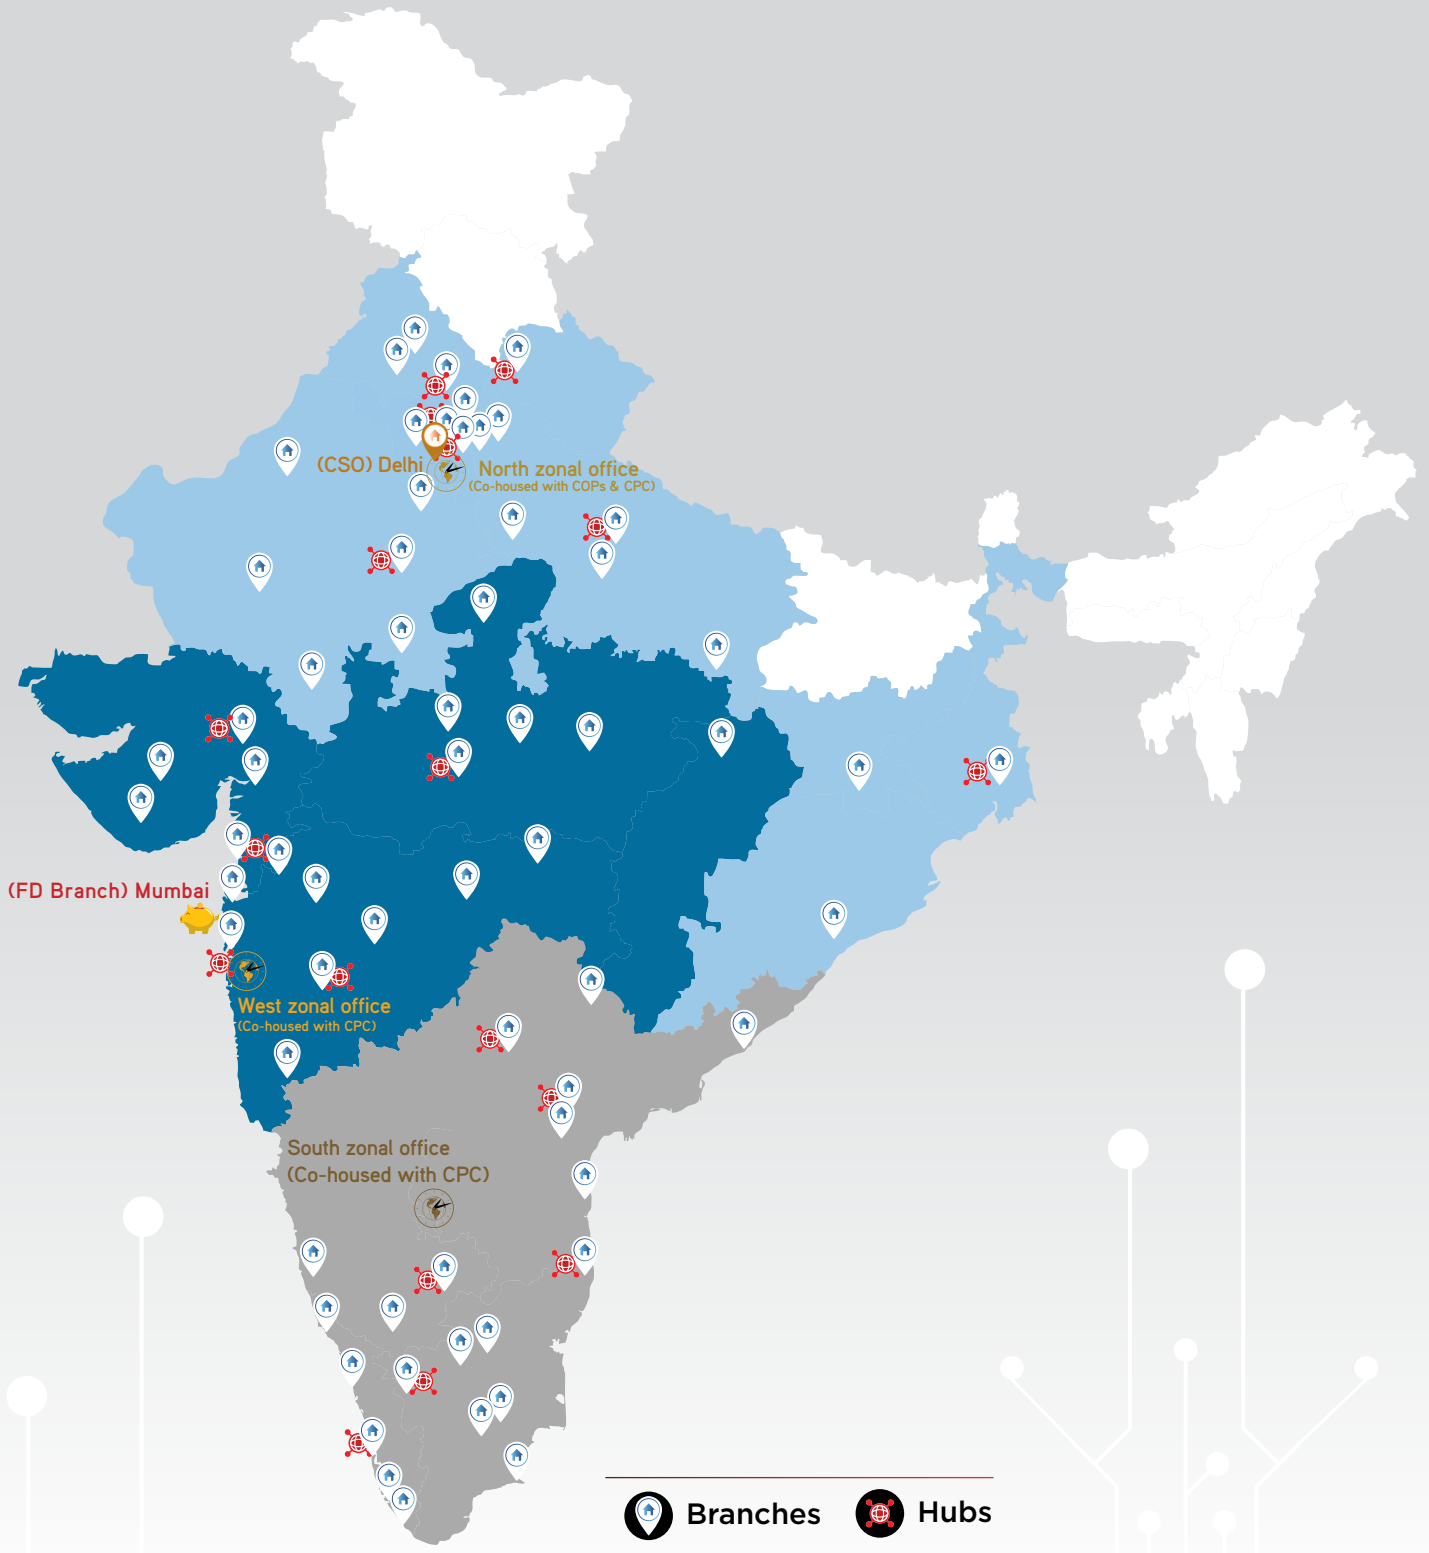 (CSO) Delhi
North zonal office
(Co-housed with COPs & CPC)
(FD Branch) Mumbai
West zonal office
(Co-housed with CPC)
South zonal office
(Co-housed with CPC)
Branches
Hubs